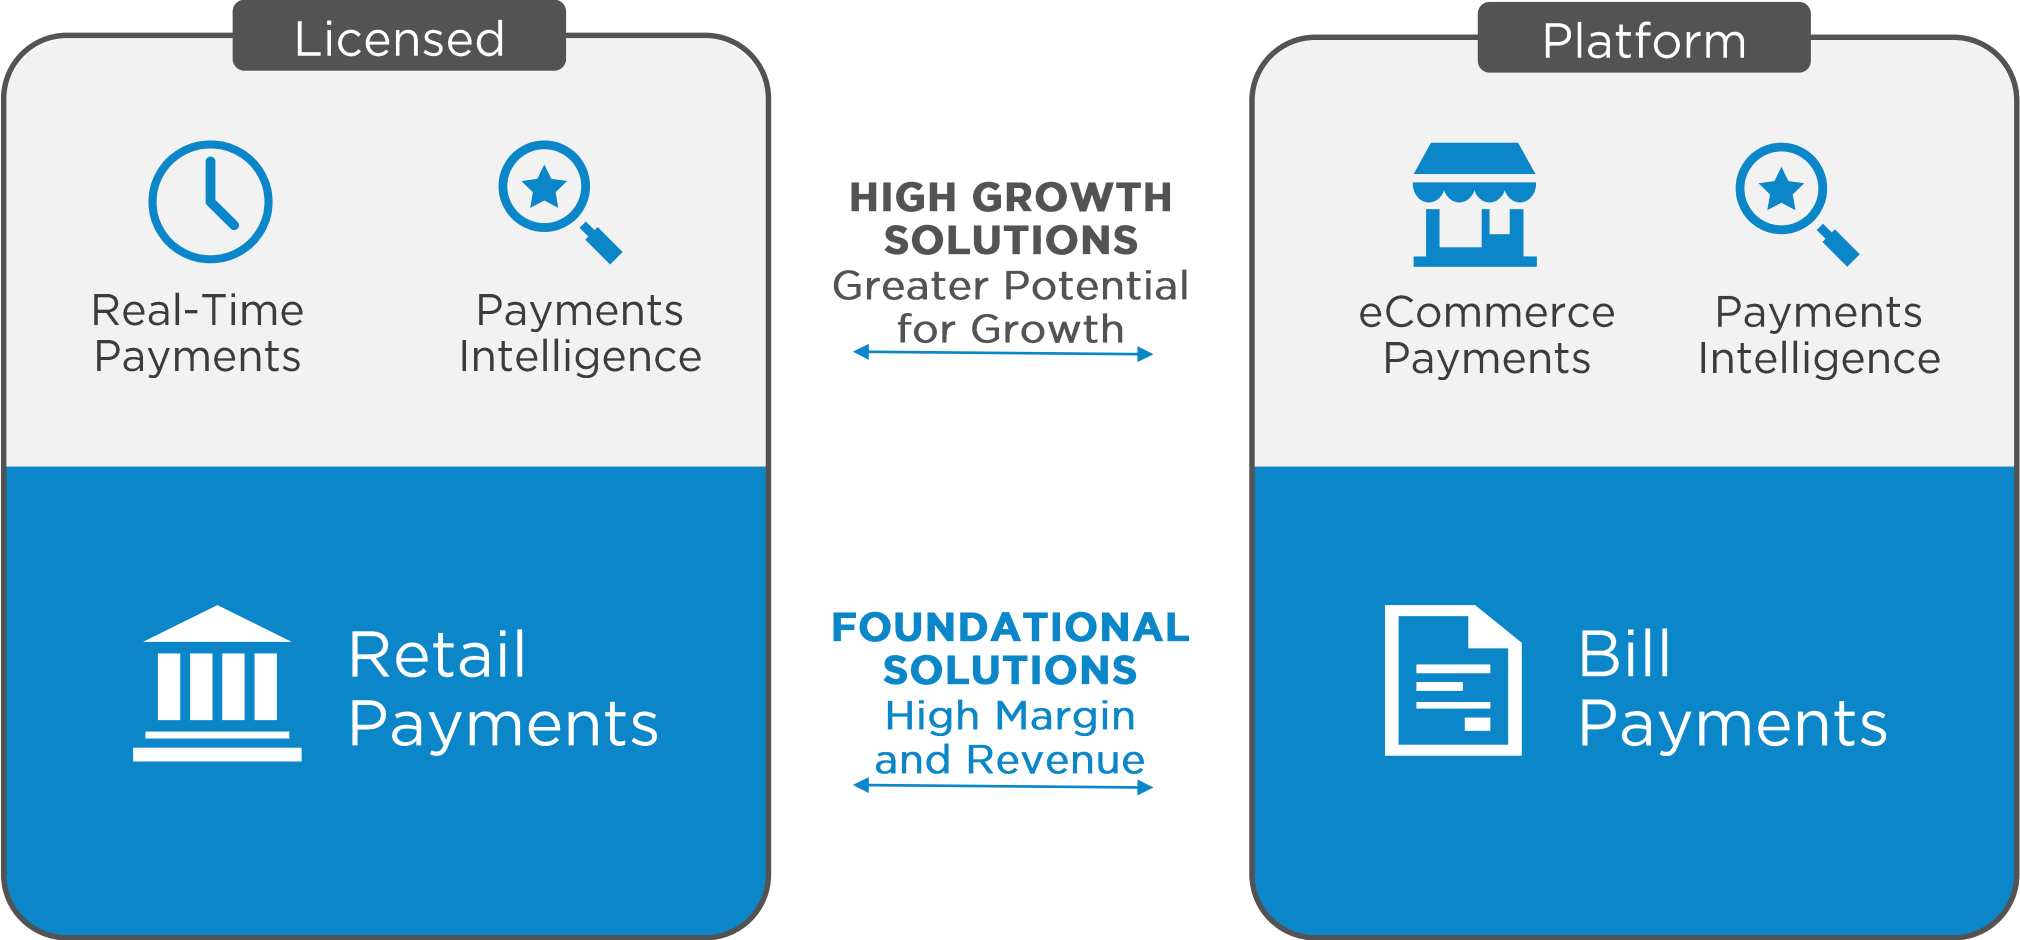 Licensed
Real-Time
Payments
Payments
Intelligence
Retail
Payments
HIGH GROWTH
SOLUTIONS
Greater Potential
for Growth
FOUNDATIONAL
SOLUTIONS
High Margin
and Revenue
Platform
eCommerce
Payments
Payments
Intelligence
Bill
Payments